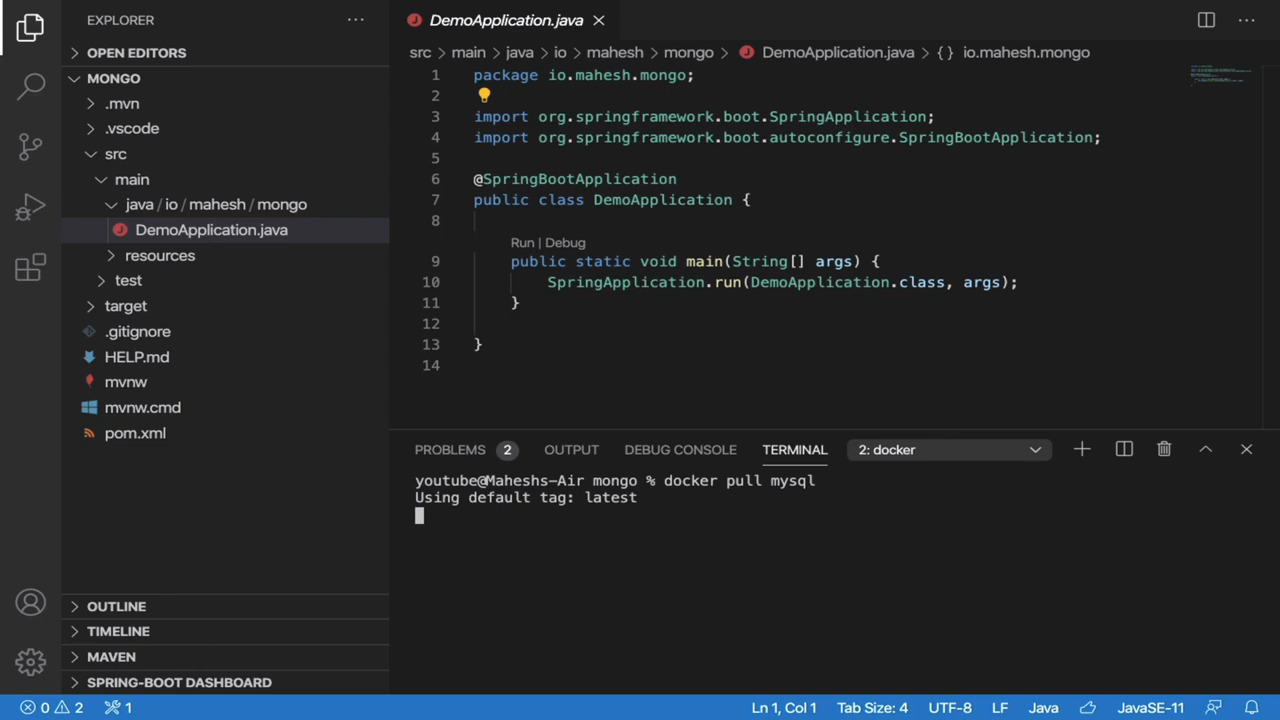 EXPLORER
OPEN EDITORS
MONGO
.mvn
.vscode
src
main
java / io / mahesh / mongo
DemoApplication.java
resources
test
target
.gitignore
HELP.md
mvnw
mvnw.cmd
pom.xml
OUTLINE
TIMELINE
MAVEN
SPRING-BOOT DASHBOARD
DemoApplication.java
src > main > java > io > mahesh > mongo > DemoApplication.java > {} io.mahesh.mongo
1 package io.mahesh.mongo;
2
3 import org.springframework.boot.SpringApplication;
4 import org.springframework.boot.autoconfigure.SpringBootApplication;
5
6 @SpringBootApplication
7 public class DemoApplication {
8
Run | Debug
9 public static void main(String[] args) {
10 SpringApplication.run(DemoApplication.class, args);
11 }
12
13 }
14
PROBLEMS 2 OUTPUT DEBUG CONSOLE TERMINAL 2: docker
youtube@Maheshs-Air mongo % docker pull mysql
Using default tag: latest
0 2 1 Ln 1, Col 1 Tab Size: 4 UTF-8 LF Java JavaSE-11